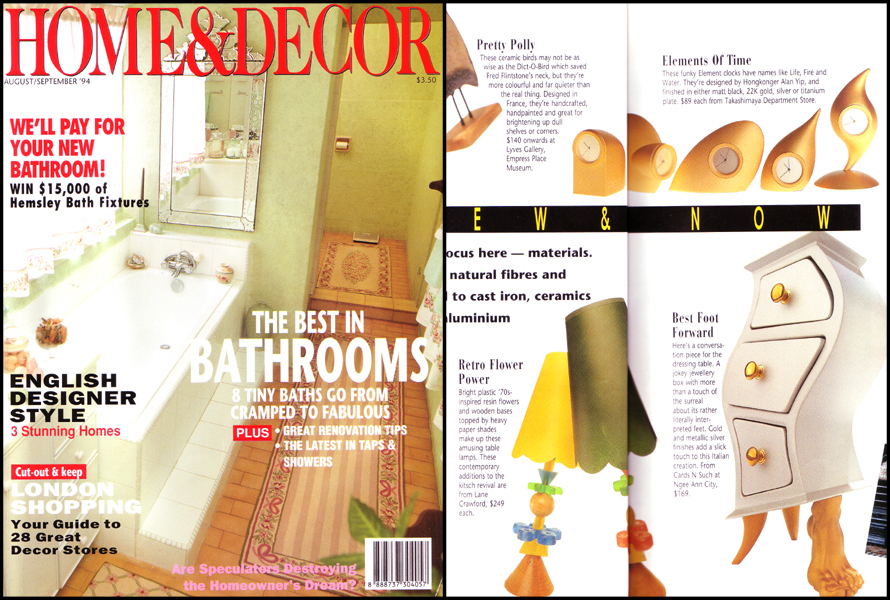 HOME&DECOR
AUGUST/SEPTEMBER '94
$3.50
WE'LL PAY FOR
YOUR NEW
BATHROOM!
WIN $15,000 of
Hemsley Bath Fixtures
THE BEST IN
BATHROOMS
8 TINY BATHS GO FROM
CRAMPED TO FABULOUS
PLUS • GREAT RENOVATION TIPS
• THE LATEST IN TAPS &
SHOWERS
ENGLISH
DESIGNER
STYLE
3 Stunning Homes
Cut-out & keep
LONDON
SHOPPING
Your Guide to
28 Great
Decor Stores
Are Speculators Destroying
the Homeowner's Dream?
8 888737 304057
Pretty Polly
These ceramic birds may not be as
wise as the Dict-O-Bird which saved
Fred Flintstone's neck, but they're
more colourful and far quieter than
the real thing. Designed in
France, they're handcrafted,
handpainted and great for
brightening up dull
shelves or corners.
$140 onwards at
Lyves Gallery,
Empress Place
Museum.
Elements Of Time
These funky Element clocks have names like Life, Fire and
Water. They're designed by Hongkonger Alan Yip, and
finished in either matt black, 22K gold, silver or titanium
plate. $89 each from Takashimaya Department Store.
E W & N O W
ocus here — materials.
natural fibres and
to cast iron, ceramics
luminium
Retro Flower
Power
Bright plastic '70s-
inspired resin flowers
and wooden bases
topped by heavy
paper shades
make up these
amusing table
lamps. These
contemporary
additions to the
kitsch revival are
from Lane
Crawford, $249
each.
Best Foot
Forward
Here's a conversa-
tion piece for the
dressing table. A
jokey jewellery
box with more
than a touch of
the surreal
about its rather
literally inter-
preted feet. Gold
and metallic silver
finishes add a slick
touch to this Italian
creation. From
Cards N Such at
Ngee Ann City,
$169.